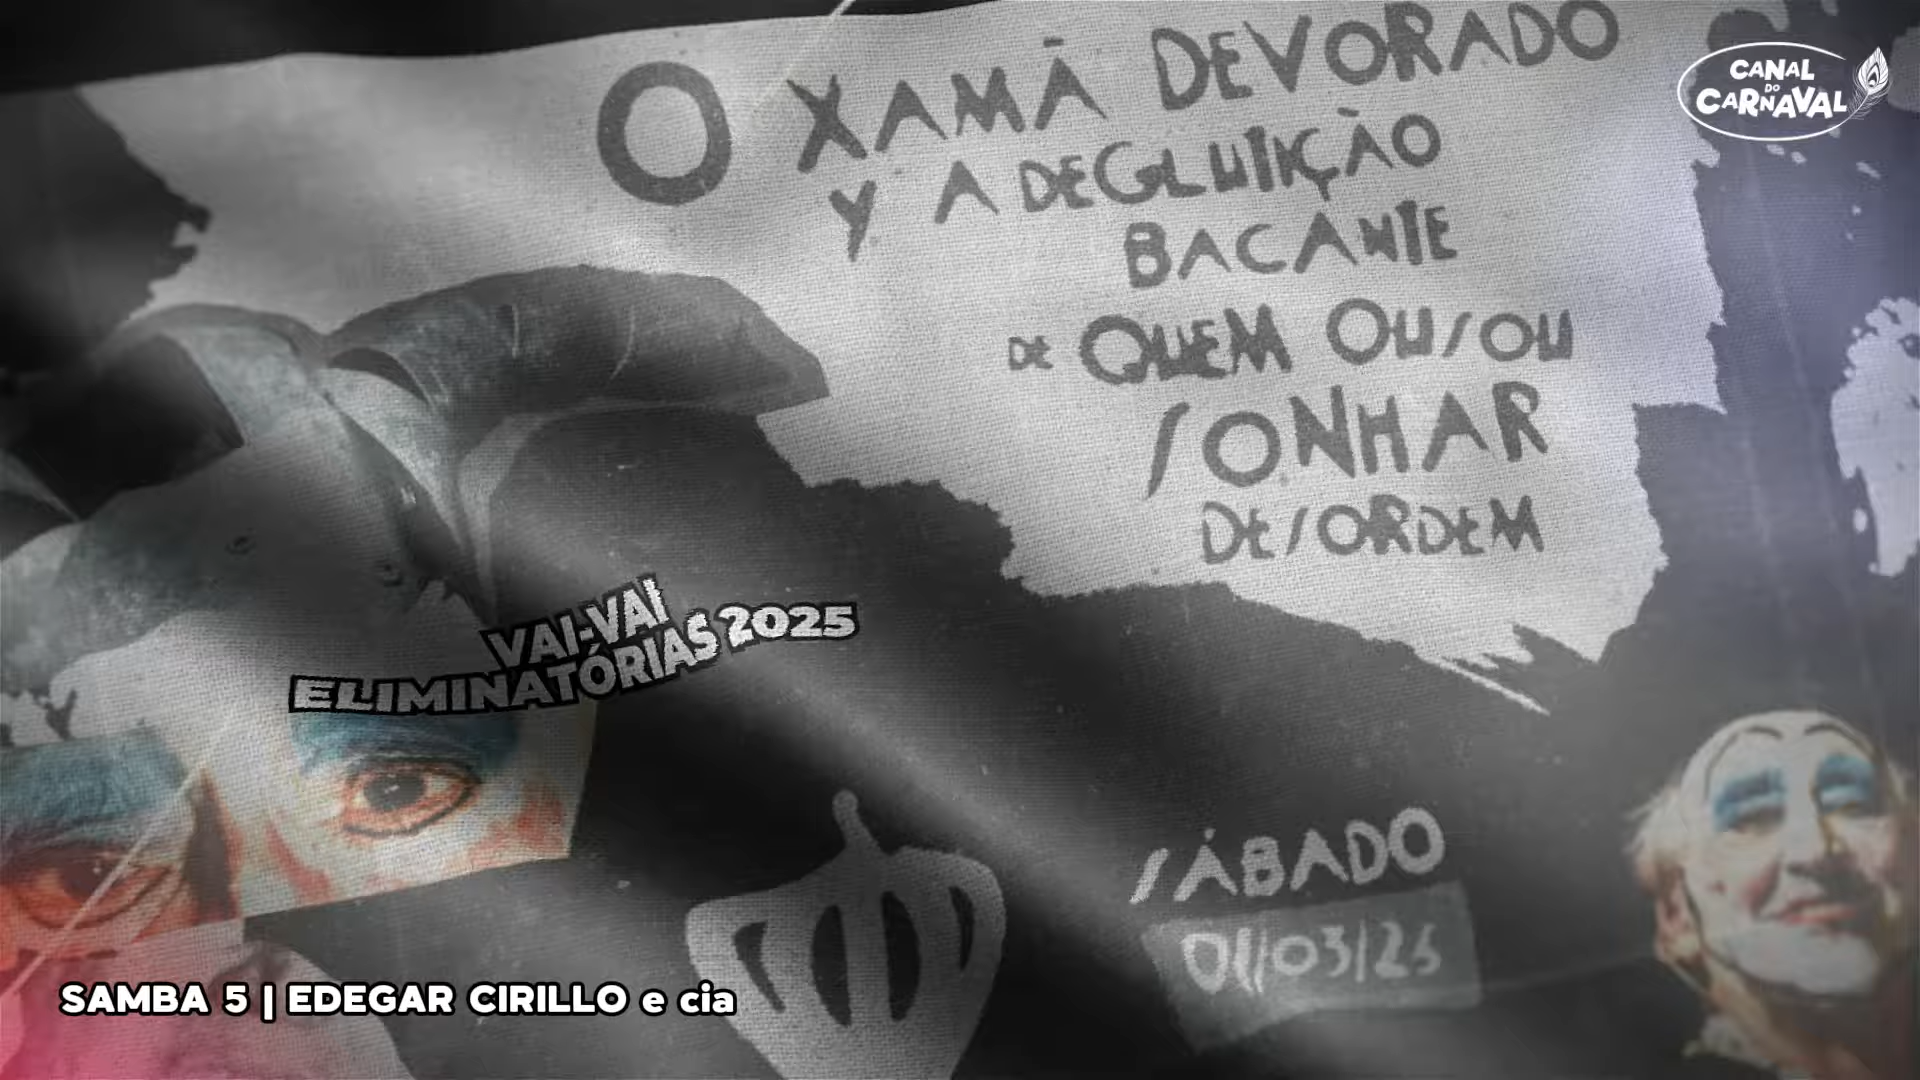 O XAMÃ DEVORADO
Y A DEGLUTIÇÃO
BACANTE
DE QUEM OUSOU
SONHAR
DESORDEM
CANAL
DO
CARNAVAL
VAI-VAI
ELIMINATÓRIAS 2025
SÁBADO
01/03/25
SAMBA 5 | EDEGAR CIRILLO e cia